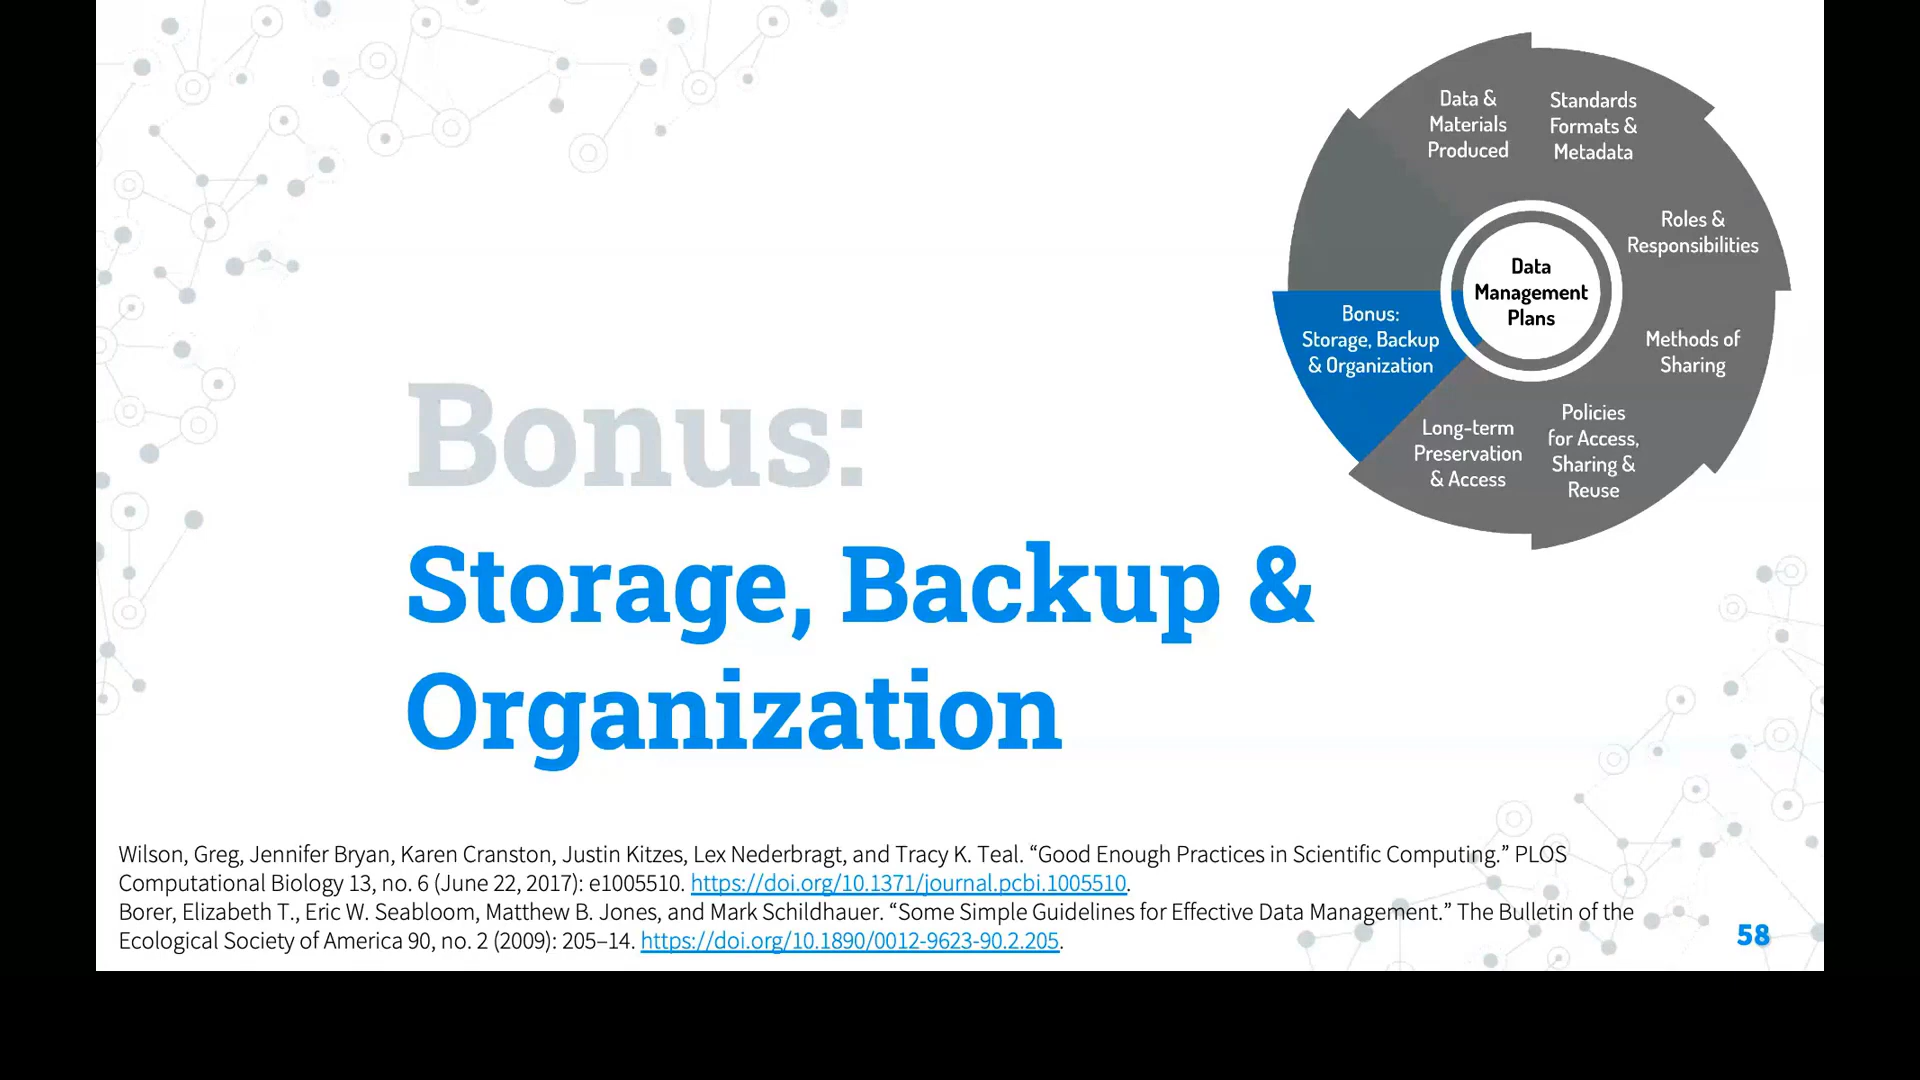 Bonus:
Storage, Backup &
Organization
Data &
Materials
Produced
Standards
Formats &
Metadata
Roles &
Responsibilities
Methods of
Sharing
Policies
for Access,
Sharing &
Reuse
Long-term
Preservation
& Access
Bonus:
Storage, Backup
& Organization
Data
Management
Plans
Wilson, Greg, Jennifer Bryan, Karen Cranston, Justin Kitzes, Lex Nederbragt, and Tracy K. Teal. “Good Enough Practices in Scientific Computing.” PLOS
Computational Biology 13, no. 6 (June 22, 2017): e1005510. https://doi.org/10.1371/journal.pcbi.1005510.
Borer, Elizabeth T., Eric W. Seabloom, Matthew B. Jones, and Mark Schildhauer. “Some Simple Guidelines for Effective Data Management.” The Bulletin of the
Ecological Society of America 90, no. 2 (2009): 205–14. https://doi.org/10.1890/0012-9623-90.2.205.
58